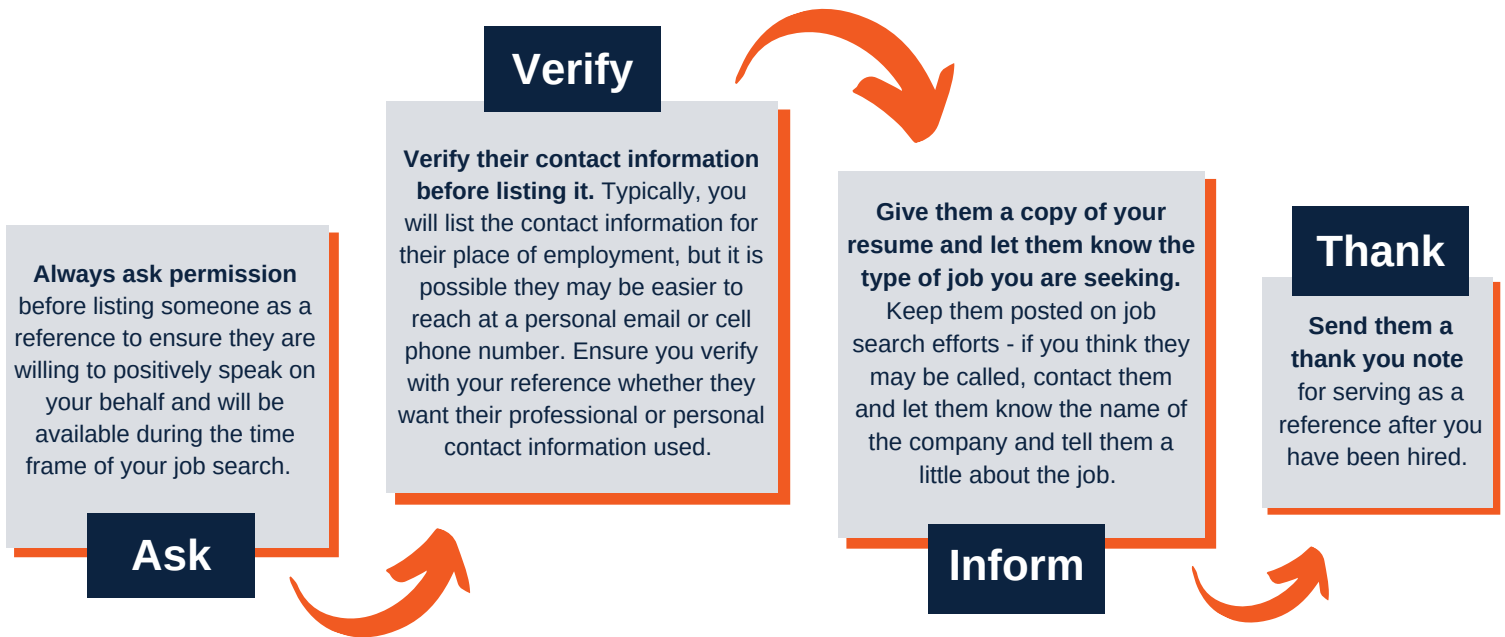 Always ask permission
before listing someone as a
reference to ensure they are
willing to positively speak on
your behalf and will be
available during the time
frame of your job search.
Ask
Verify
Verify their contact information
before listing it. Typically, you
will list the contact information for
their place of employment, but it is
possible they may be easier to
reach at a personal email or cell
phone number. Ensure you verify
with your reference whether they
want their professional or personal
contact information used.
Give them a copy of your
resume and let them know the
type of job you are seeking.
Keep them posted on job
search efforts - if you think they
may be called, contact them
and let them know the name of
the company and tell them a
little about the job.
Inform
Thank
Send them a
thank you note
for serving as a
reference after you
have been hired.